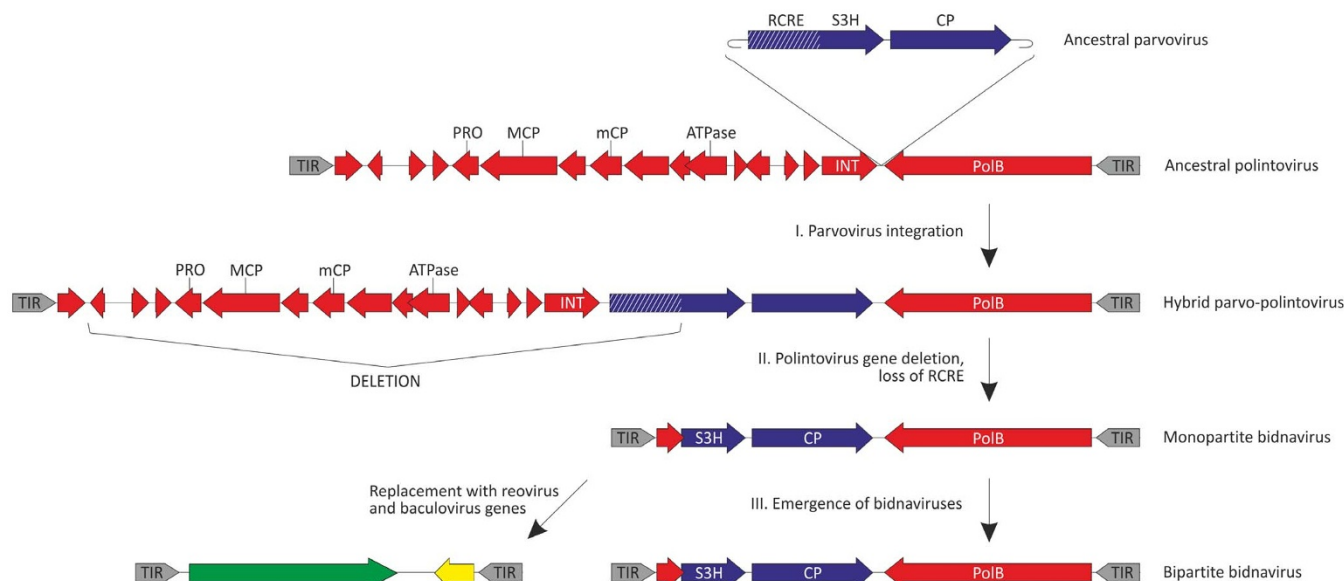 RCRE S3H CP
Ancestral parvovirus
PRO MCP mCP ATPase
TIR INT PolB TIR
Ancestral polintovirus
I. Parvovirus integration
PRO MCP mCP ATPase
TIR INT PolB TIR
Hybrid parvo-polintovirus
DELETION
II. Polintovirus gene deletion,
loss of RCRE
TIR S3H CP PolB TIR
Monopartite bidnavirus
Replacement with reovirus
and baculovirus genes
III. Emergence of bidnaviruses
TIR TIR TIR S3H CP PolB TIR
Bipartite bidnavirus